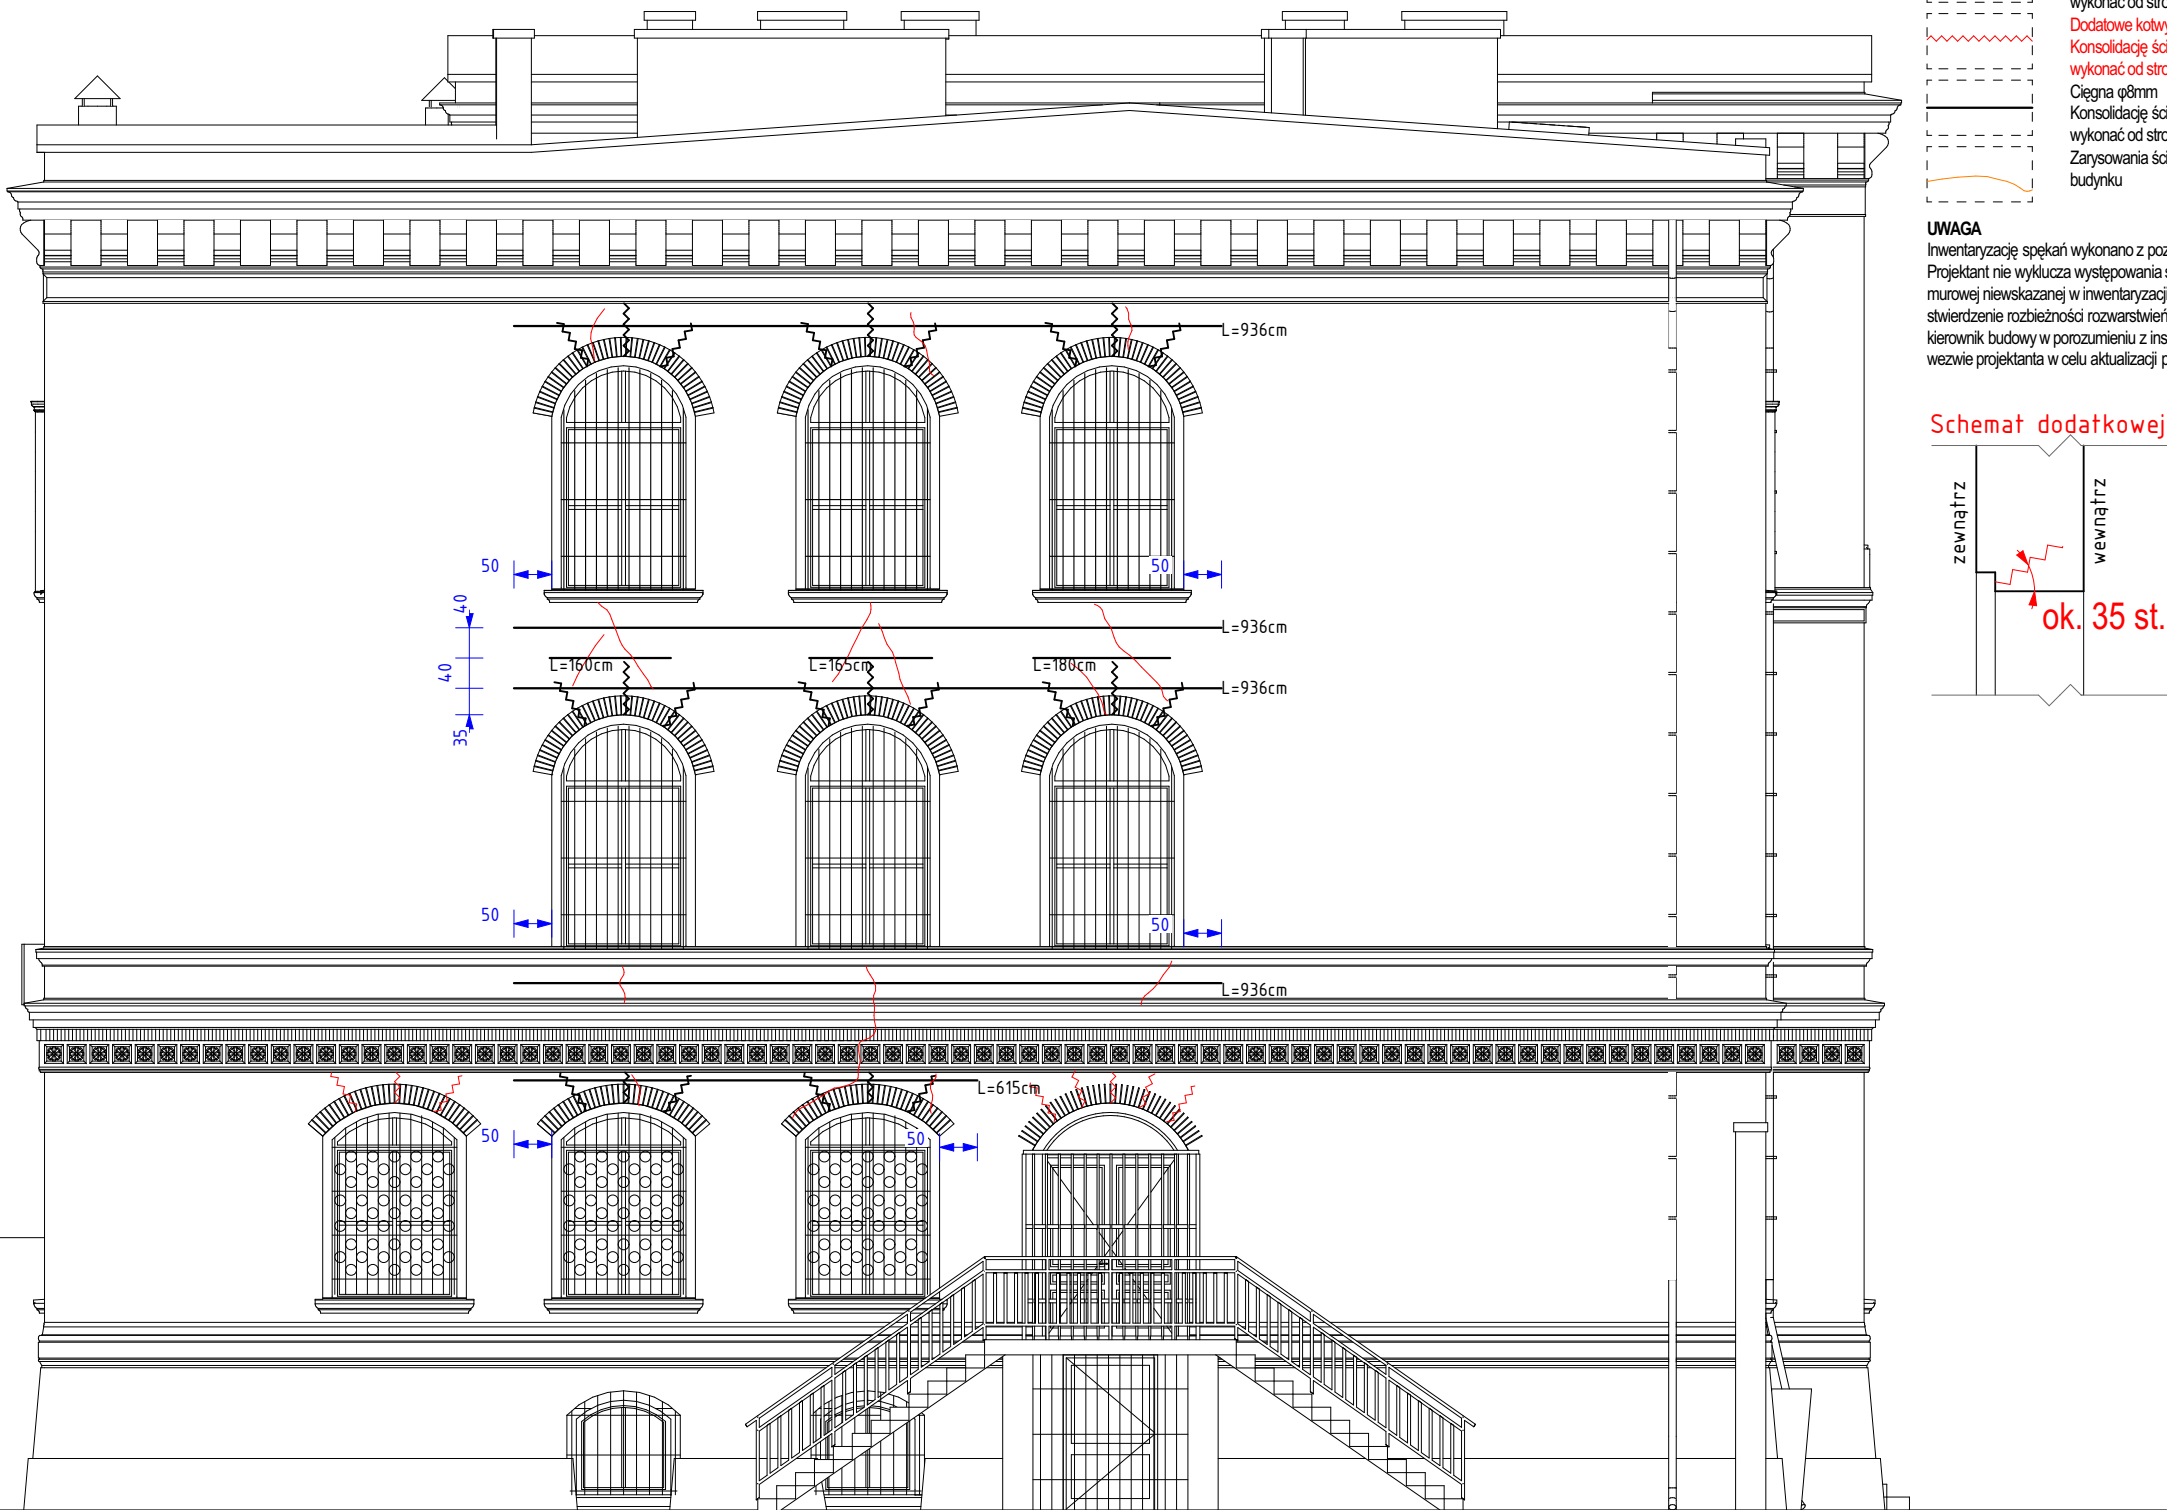 wykonać od stro
Dodatowe kotwy
Konsolidację ści
wykonać od stro
Cięgna φ8mm
Konsolidację ści
wykonać od stro
Zarysowania ści
budynku
UWAGA
Inwentaryzację spękań wykonano z poz
Projektant nie wyklucza występowania s
murowej niewskazanej w inwentaryzacji
stwierdzenie rozbieżności rozwarstwień
kierownik budowy w porozumieniu z ins
wezwie projektanta w celu aktualizacji p
Schemat dodatkowej
zewnątrz
wewnątrz
ok. 35 st.
L=936cm
50
50
40
L=936cm
40
L=160cm
L=165cm
L=180cm
L=936cm
35
50
50
L=936cm
L=615cm
50
50